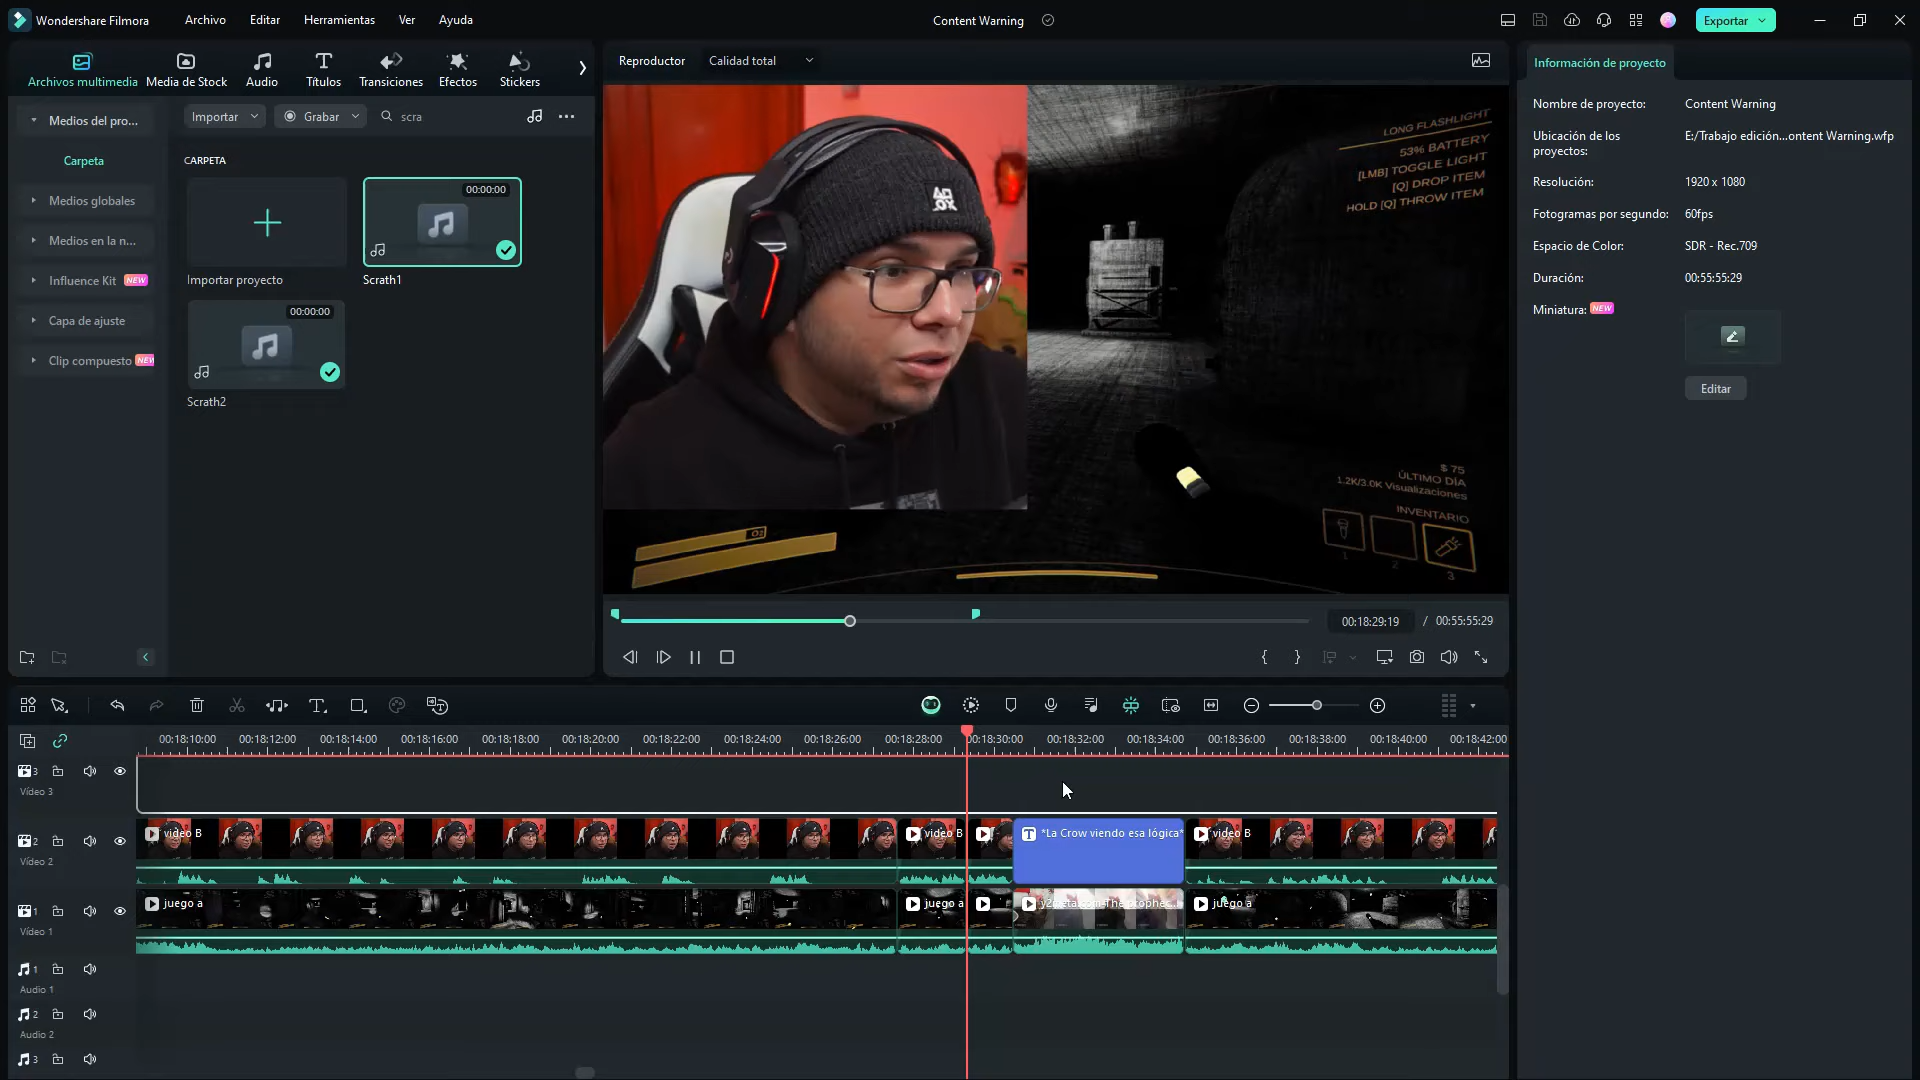 Wondershare Filmora
Archivo
Editar
Herramientas
Ver
Ayuda
Content Warning
Exportar
Archivos multimedia
Media de Stock
Audio
Títulos
Transiciones
Efectos
Stickers
Reproductor
Calidad total
Información de proyecto
Medios del pro...
Carpeta
Medios globales
Medios en la n...
Influence Kit NEW
Capa de ajuste
Clip compuesto NEW
Importar
Grabar
scra
CARPETA
Importar proyecto
00:00:00
Scrath1
00:00:00
Scrath2
LONG FLASHLIGHT
53% BATTERY
[LMB] TOGGLE LIGHT
[Q] DROP ITEM
HOLD [Q] THROW ITEM
$ 75
ÚLTIMO DÍA
1.2K/3.0K Visualizaciones
INVENTARIO
1
2
3
O2
00:18:29:19 / 00:55:55:29
Nombre de proyecto: Content Warning
Ubicación de los proyectos: E:/Trabajo edición...ontent Warning.wfp
Resolución: 1920 x 1080
Fotogramas por segundo: 60fps
Espacio de Color: SDR - Rec.709
Duración: 00:55:55:29
Miniatura: NEW
Editar
00:18:10:00 00:18:12:00 00:18:14:00 00:18:16:00 00:18:18:00 00:18:20:00 00:18:22:00 00:18:24:00 00:18:26:00 00:18:28:00 00:18:30:00 00:18:32:00 00:18:34:00 00:18:36:00 00:18:38:00 00:18:40:00 00:18:42:00
3
Vídeo 3
2
Vídeo 2
video B
video B
*La Crow viendo esa lógica*
video B
1
Vídeo 1
juego a
juego a
juego a
1
Audio 1
2
Audio 2
3